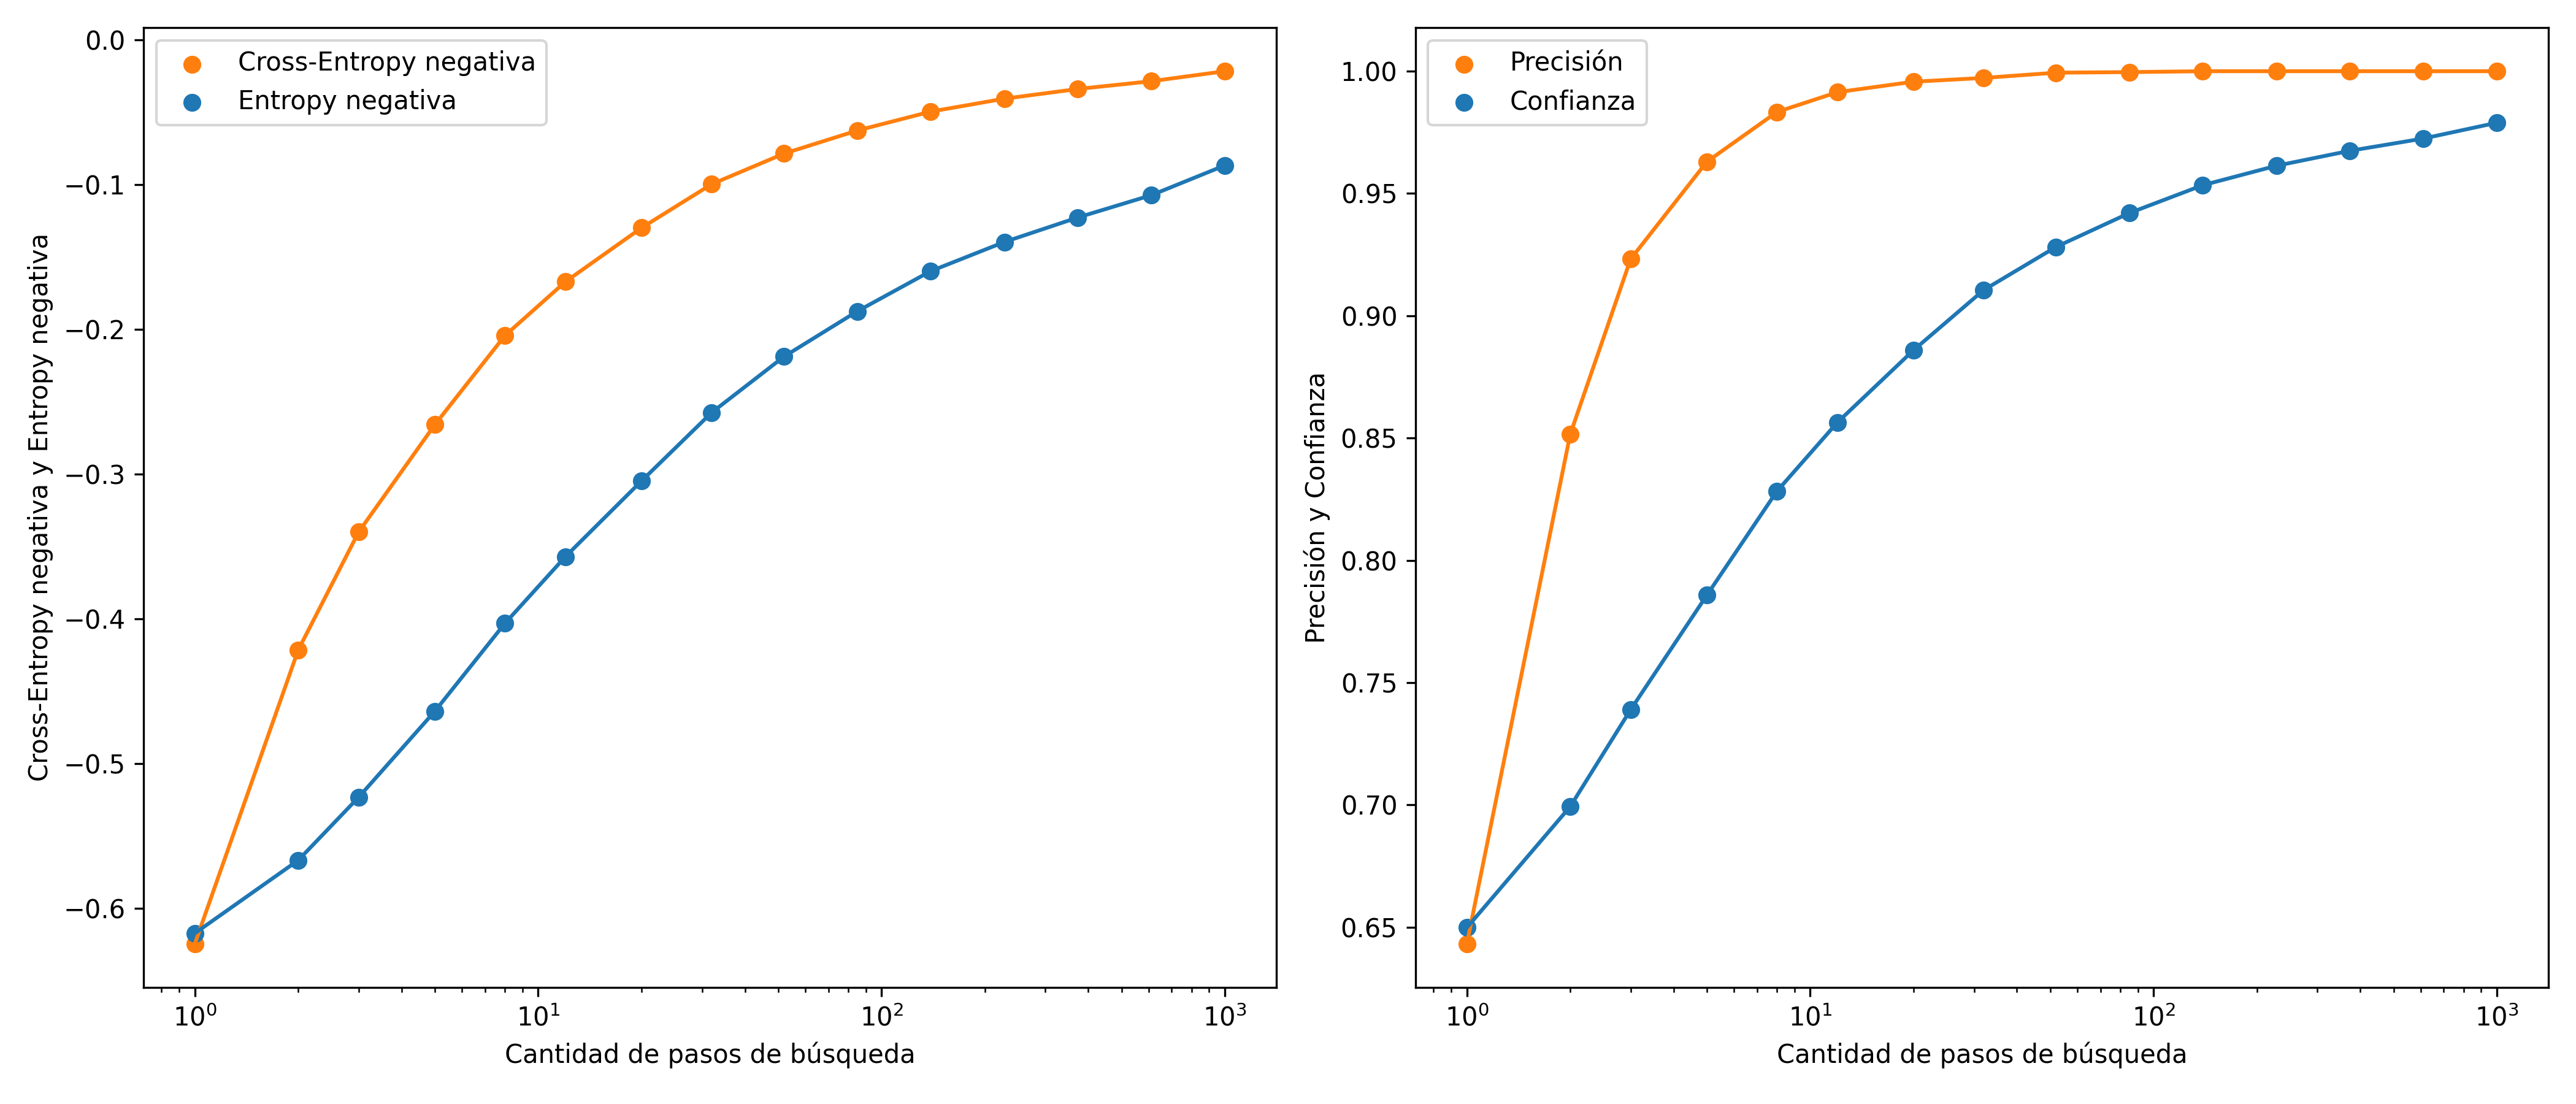 Cross-Entropy negativa
Entropy negativa
Cross-Entropy negativa y Entropy negativa
0.0
−0.1
−0.2
−0.3
−0.4
−0.5
−0.6
10⁰
10¹
10²
10³
Cantidad de pasos de búsqueda
Precisión
Confianza
Precisión y Confianza
1.00
0.95
0.90
0.85
0.80
0.75
0.70
0.65
10⁰
10¹
10²
10³
Cantidad de pasos de búsqueda